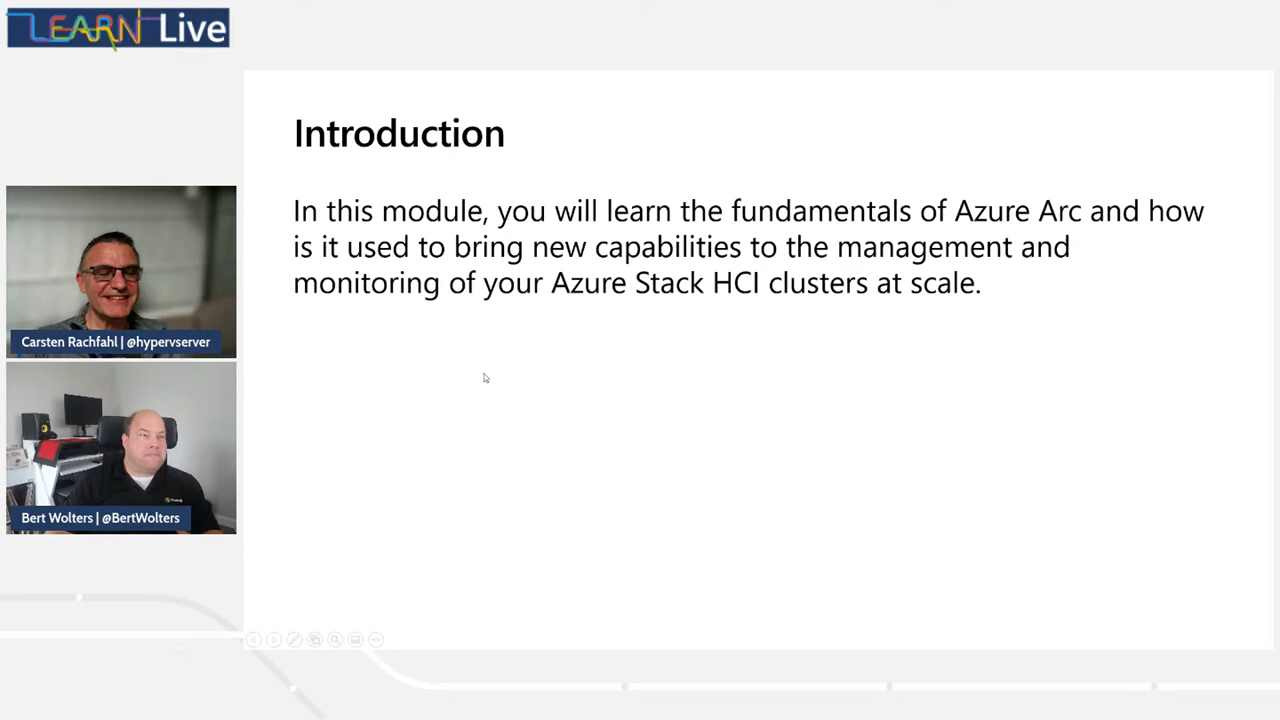 LEARN Live
Introduction
In this module, you will learn the fundamentals of Azure Arc and how
is it used to bring new capabilities to the management and
monitoring of your Azure Stack HCI clusters at scale.
Carsten Rachfahl | @hypervserver
Bert Wolters | @BertWolters